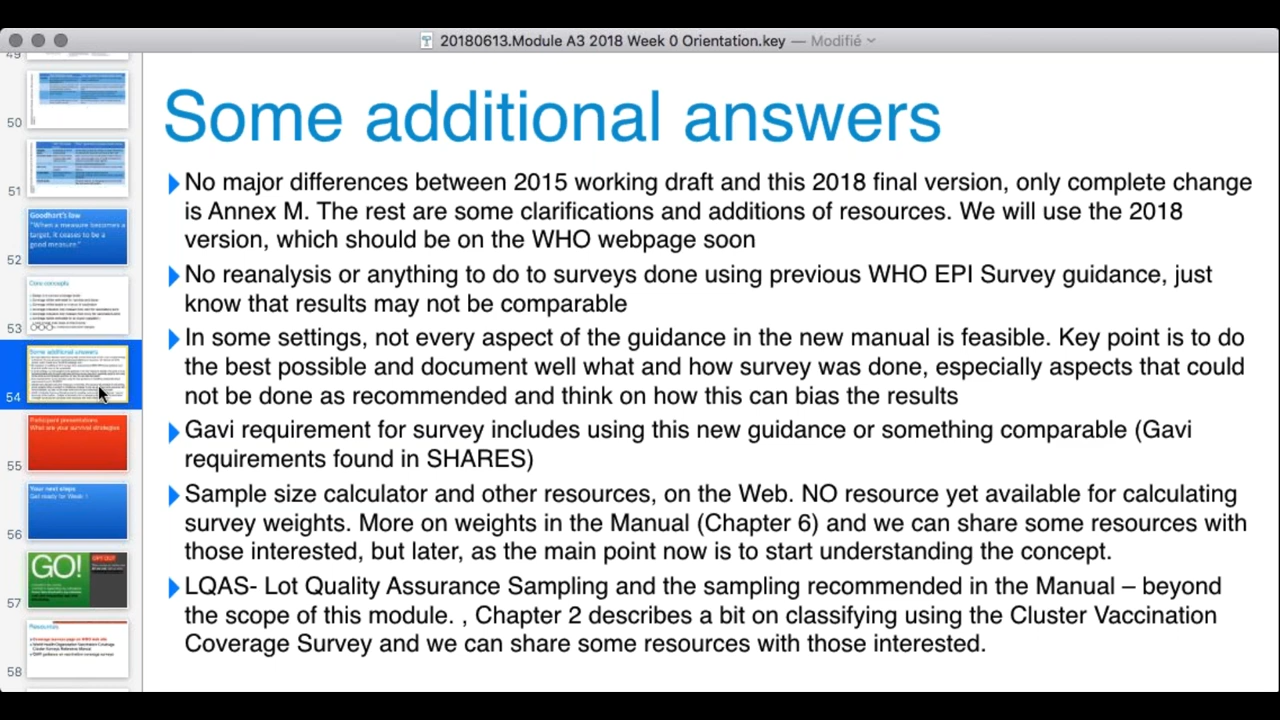 20180613.Module A3 2018 Week 0 Orientation.key — Modifié
49
50
51
Goodhart's law
"When a measure becomes a
target, it ceases to be a
good measure."
52
Core concepts
53
Some additional answers
54
Participant presentations
What are your survival strategies
55
Your next steps
Get ready for Week 1
56
GO!
57
Resources
58
Some additional answers
No major differences between 2015 working draft and this 2018 final version, only complete change
is Annex M. The rest are some clarifications and additions of resources. We will use the 2018
version, which should be on the WHO webpage soon
No reanalysis or anything to do to surveys done using previous WHO EPI Survey guidance, just
know that results may not be comparable
In some settings, not every aspect of the guidance in the new manual is feasible. Key point is to do
the best possible and document well what and how survey was done, especially aspects that could
not be done as recommended and think on how this can bias the results
Gavi requirement for survey includes using this new guidance or something comparable (Gavi
requirements found in SHARES)
Sample size calculator and other resources, on the Web. NO resource yet available for calculating
survey weights. More on weights in the Manual (Chapter 6) and we can share some resources with
those interested, but later, as the main point now is to start understanding the concept.
LQAS- Lot Quality Assurance Sampling and the sampling recommended in the Manual – beyond
the scope of this module. , Chapter 2 describes a bit on classifying using the Cluster Vaccination
Coverage Survey and we can share some resources with those interested.